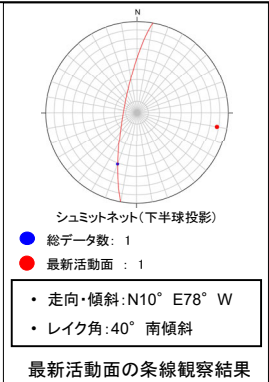 N
シュミットネット(下半球投影)
総データ数: 1
最新活動面 : 1
• 走向・傾斜:N10° E78° W
• レイク角:40° 南傾斜
最新活動面の条線観察結果